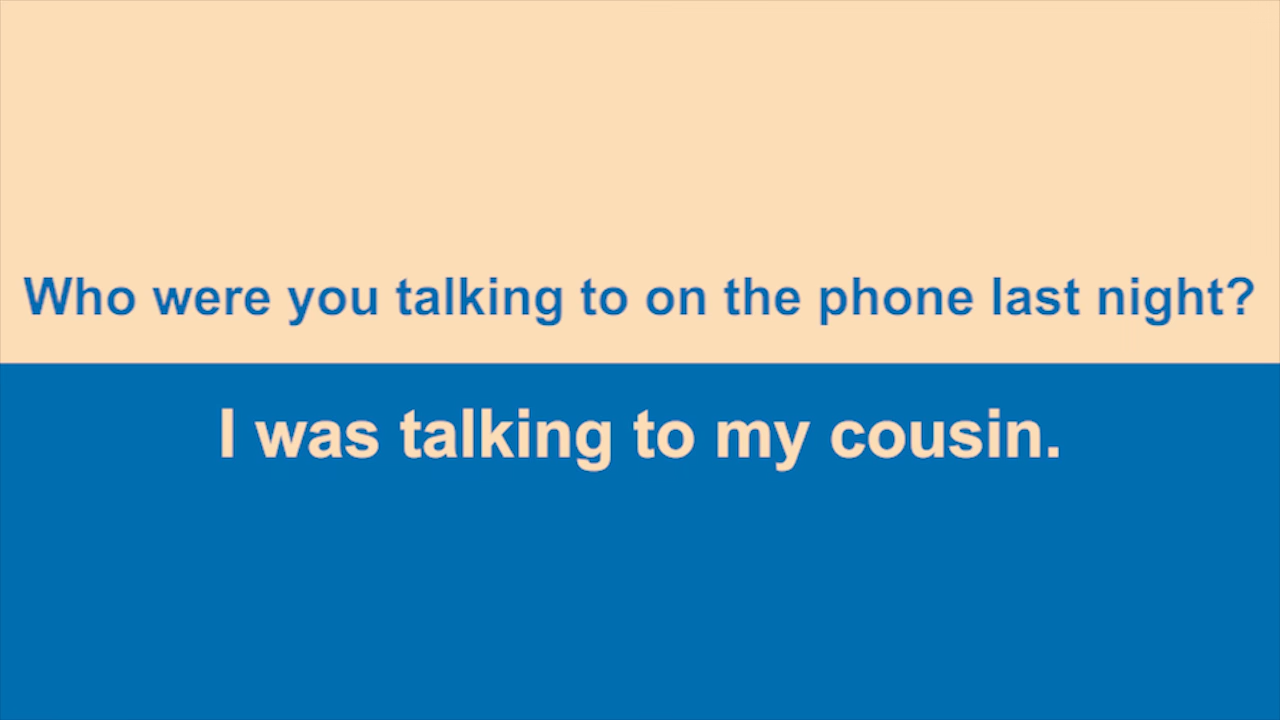 Who were you talking to on the phone last night?
I was talking to my cousin.